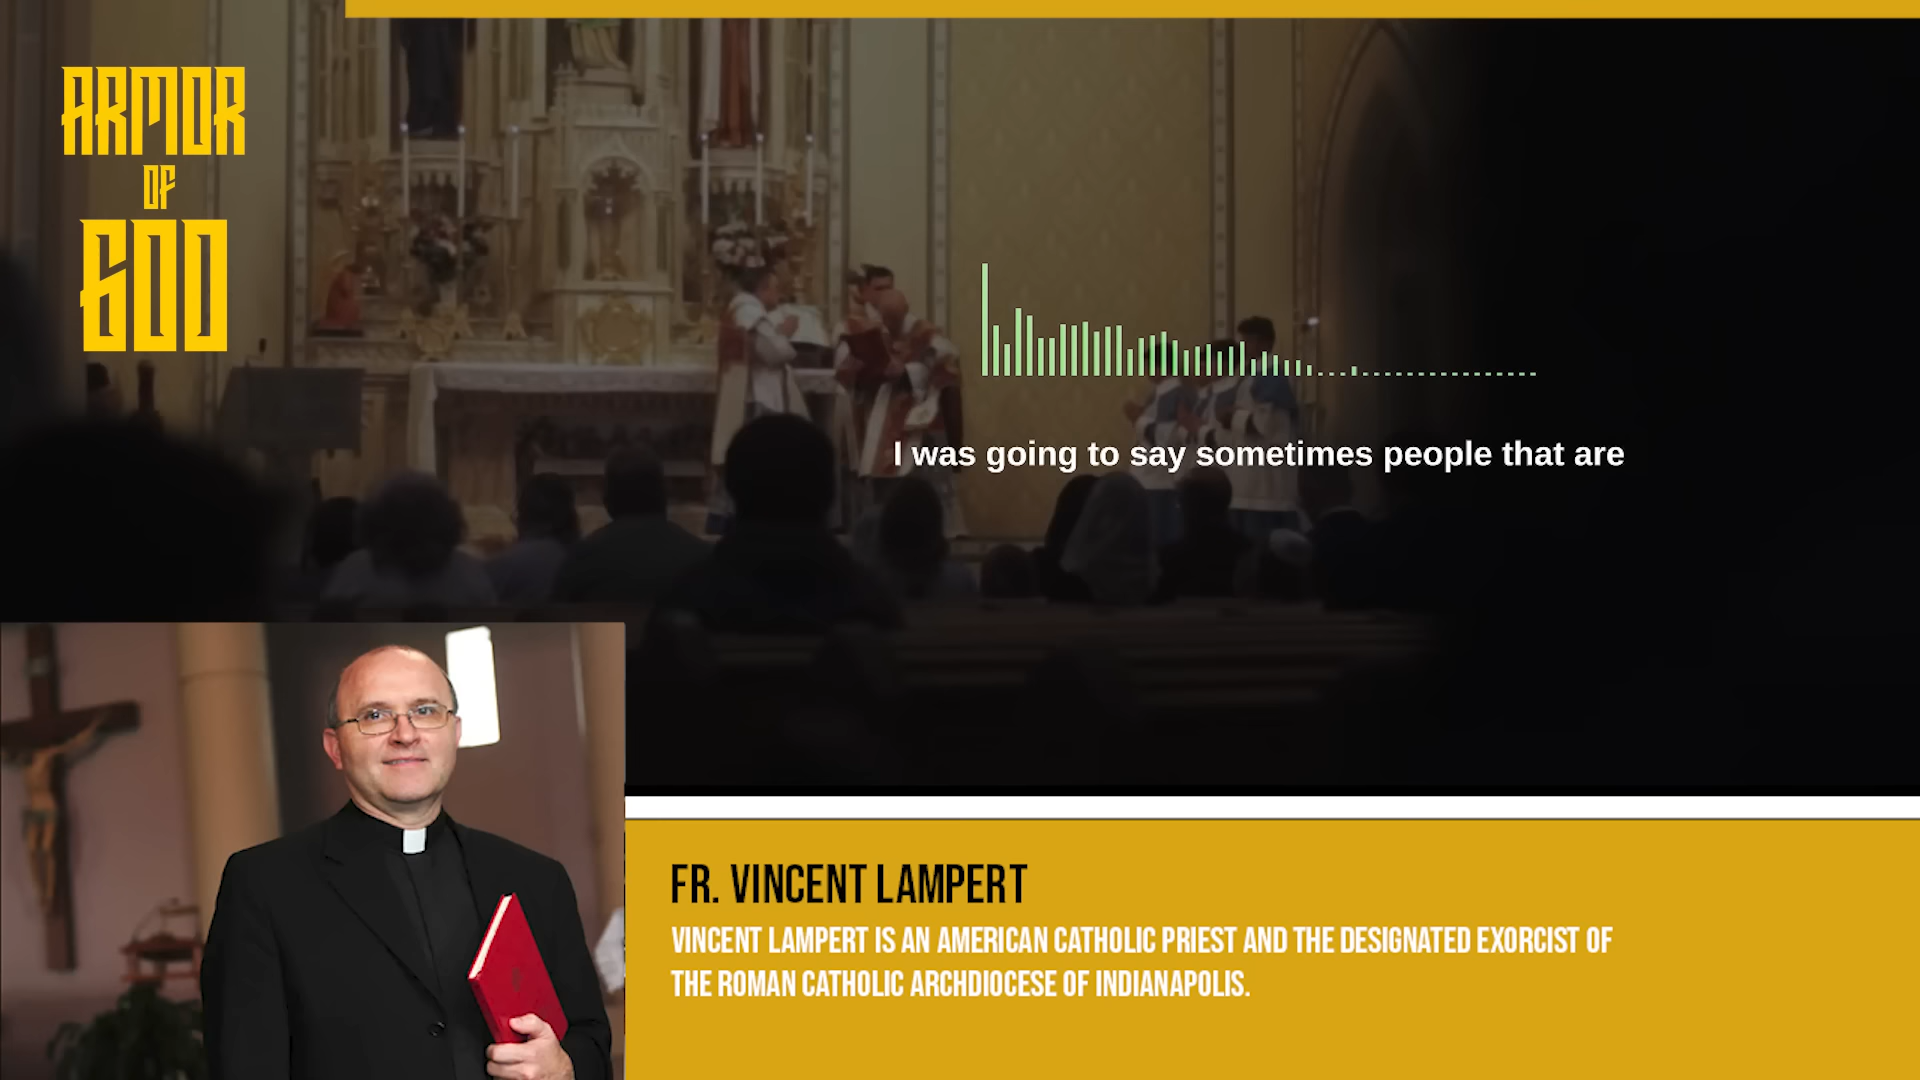 ARMOR
OF
GOD
I was going to say sometimes people that are
FR. VINCENT LAMPERT
VINCENT LAMPERT IS AN AMERICAN CATHOLIC PRIEST AND THE DESIGNATED EXORCIST OF
THE ROMAN CATHOLIC ARCHDIOCESE OF INDIANAPOLIS.